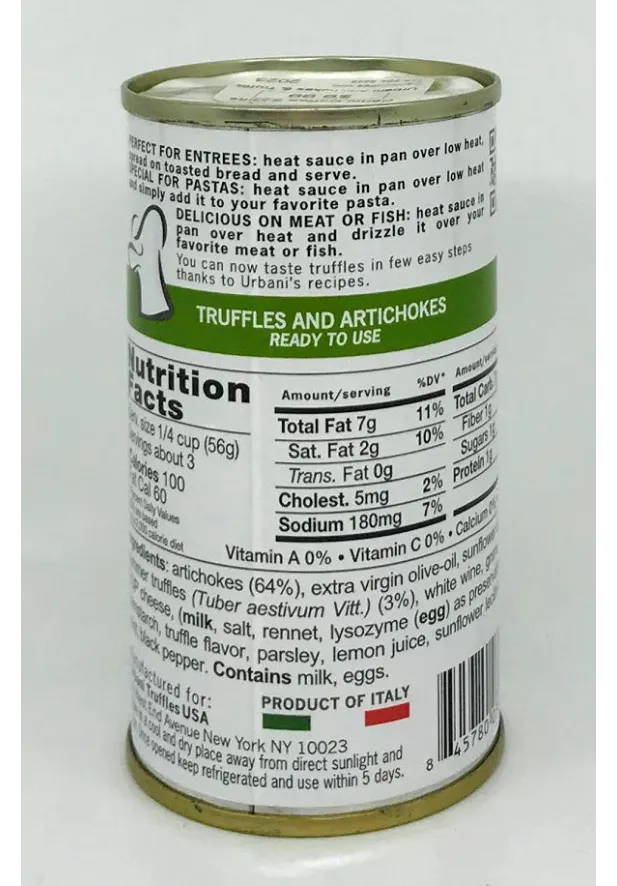 PERFECT FOR ENTREES: heat sauce in pan over low heat,
spread on toasted bread and serve.
SPECIAL FOR PASTAS: heat sauce in pan over low heat
and simply add it to your favorite pasta.
DELICIOUS ON MEAT OR FISH: heat sauce in
pan over heat and drizzle it over your
favorite meat or fish.
You can now taste truffles in few easy steps
thanks to Urbani's recipes.
TRUFFLES AND ARTICHOKES
READY TO USE
Nutrition
Facts
size 1/4 cup (56g)
about 3
Calories 100
Cal 60
Daily Values
calorie diet
Amount/serving %DV*
Total Fat 7g 11%
Sat. Fat 2g 10%
Trans. Fat 0g
Cholest. 5mg 2%
Sodium 180mg 7%
Total Carb.
Fiber 1g
Sugars
Protein 1g
Vitamin A 0% • Vitamin C 0% • Calcium
artichokes (64%), extra virgin olive-oil,
truffles (Tuber aestivum Vitt.) (3%), white wine,
cheese, (milk, salt, rennet, lysozyme (egg) as
truffle flavor, parsley, lemon juice, sunflower
black pepper. Contains milk, eggs.
for:
Truffles USA
End Avenue New York NY 10023
a cool and dry place away from direct sunlight and
opened keep refrigerated and use within 5 days.
PRODUCT OF ITALY
8 45780